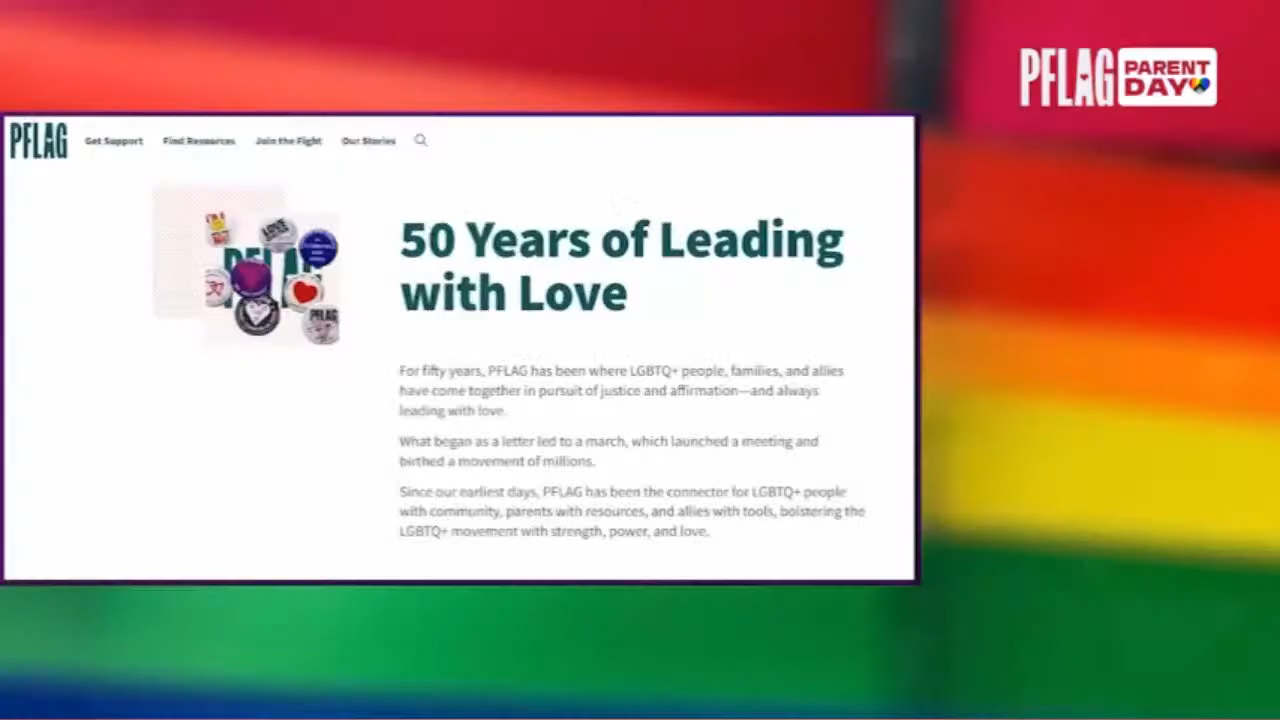 PFLAG PARENT
DAY
PFLAG Get Support Find Resources Join the Fight Our Stories
LOVE
PFLAG
PFLAG
50 Years of Leading
with Love
For fifty years, PFLAG has been where LGBTQ+ people, families, and allies
have come together in pursuit of justice and affirmation—and always
leading with love.
What began as a letter led to a march, which launched a meeting and
birthed a movement of millions.
Since our earliest days, PFLAG has been the connector for LGBTQ+ people
with community, parents with resources, and allies with tools, bolstering the
LGBTQ+ movement with strength, power, and love.